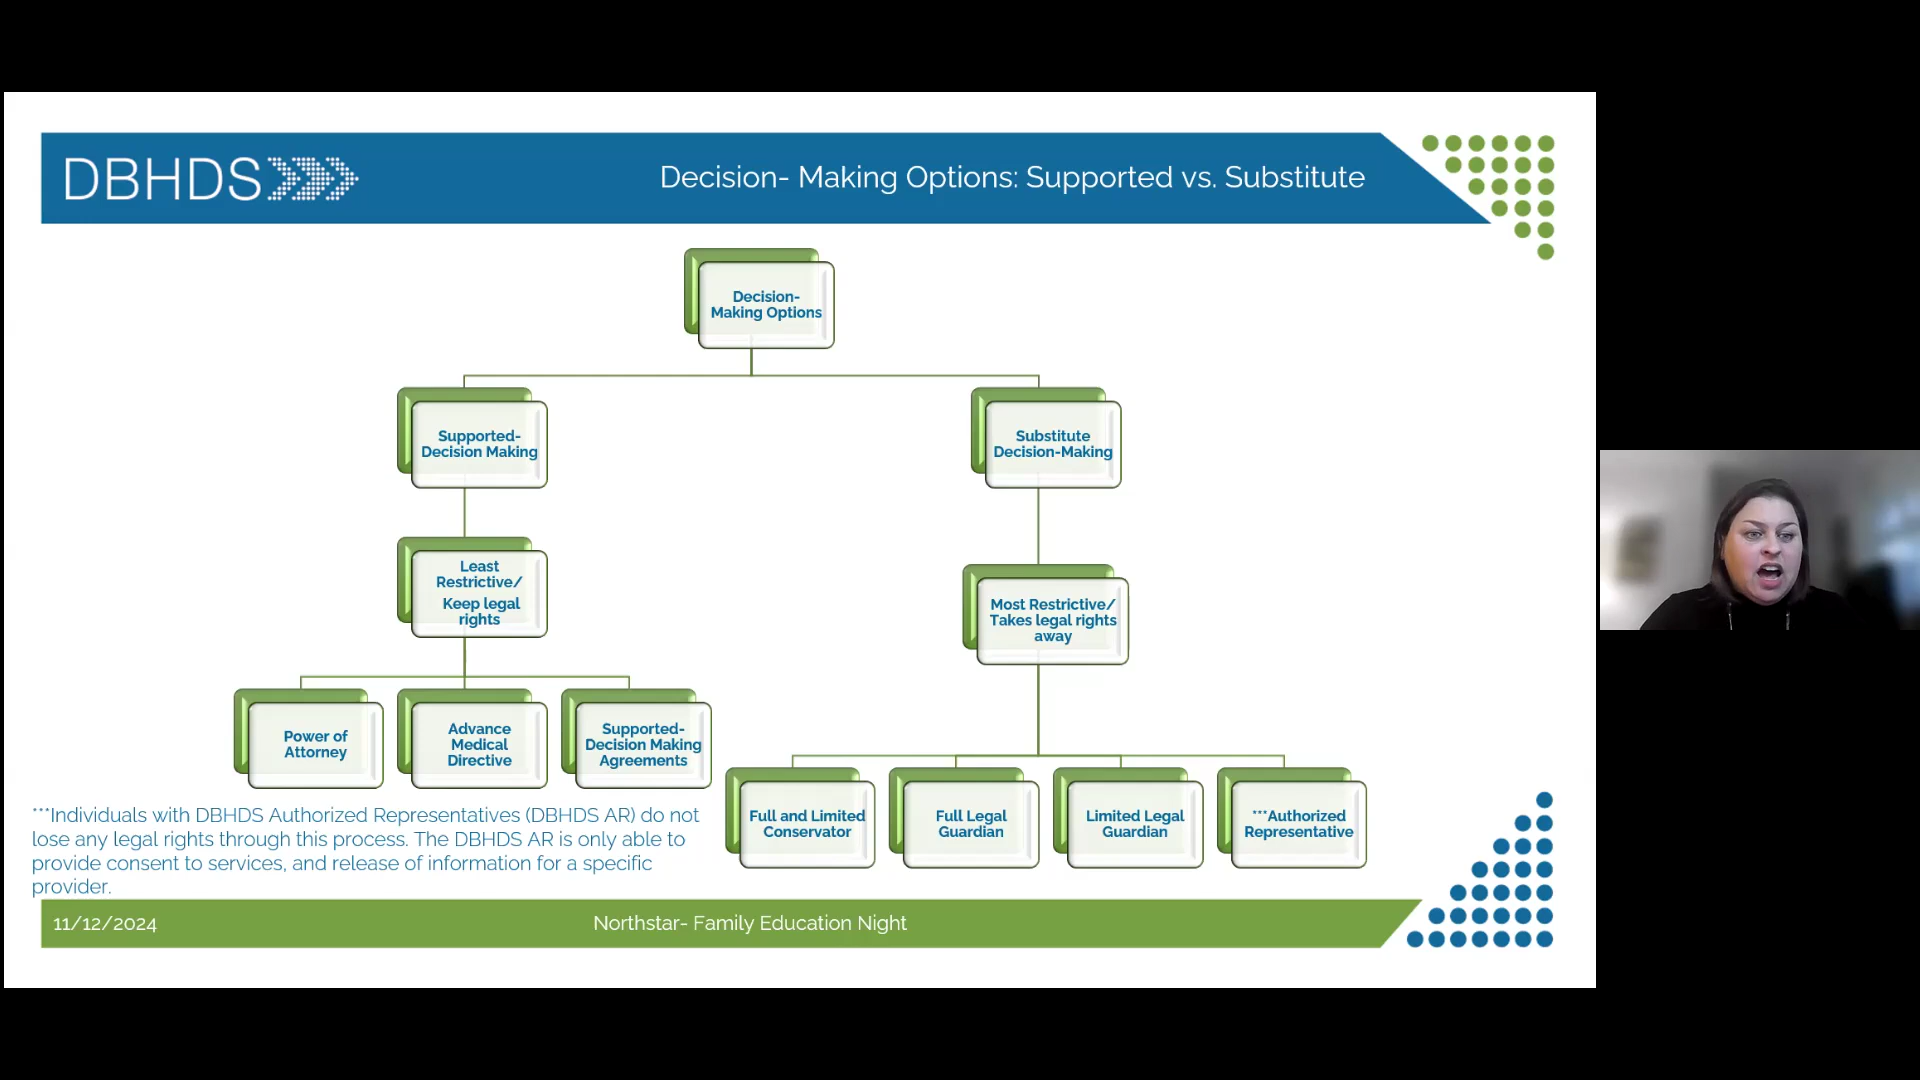 DBHDS
Decision- Making Options: Supported vs. Substitute
Decision-
Making Options
Supported-
Decision Making
Substitute
Decision-Making
Least
Restrictive/
Keep legal
rights
Most Restrictive/
Takes legal rights
away
Power of
Attorney
Advance
Medical
Directive
Supported-
Decision Making
Agreements
Full and Limited
Conservator
Full Legal
Guardian
Limited Legal
Guardian
***Authorized
Representative
***Individuals with DBHDS Authorized Representatives (DBHDS AR) do not
lose any legal rights through this process. The DBHDS AR is only able to
provide consent to services, and release of information for a specific
provider.
11/12/2024
Northstar- Family Education Night